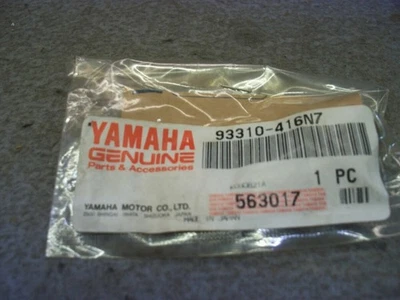 YAMAHA
GENUINE
Parts & Accessories
93310-416N7
1 PC
563017
YAMAHA MOTOR CO., LTD.
MADE IN JAPAN